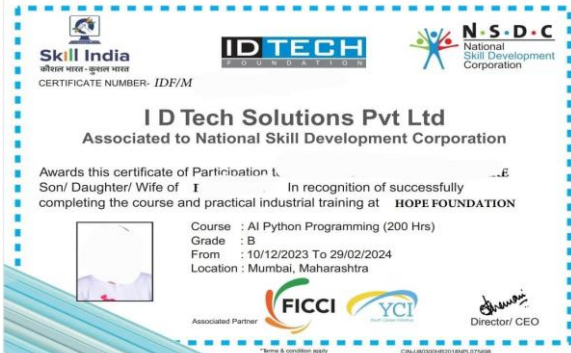 Skill India
कौशल भारत-कुशल भारत
IDTECH
FOUNDATION
N·S·D·C
National
Skill Development
Corporation
CERTIFICATE NUMBER- IDF/M
I D Tech Solutions Pvt Ltd
Associated to National Skill Development Corporation
Awards this certificate of Participation
Son/ Daughter/ Wife of I In recognition of successfully
completing the course and practical industrial training at HOPE FOUNDATION
Course : AI Python Programming (200 Hrs)
Grade : B
From : 10/12/2023 To 29/02/2024
Location : Mumbai, Maharashtra
Associated Partner
FICCI
YCI
Director/ CEO
*Terms & condition apply